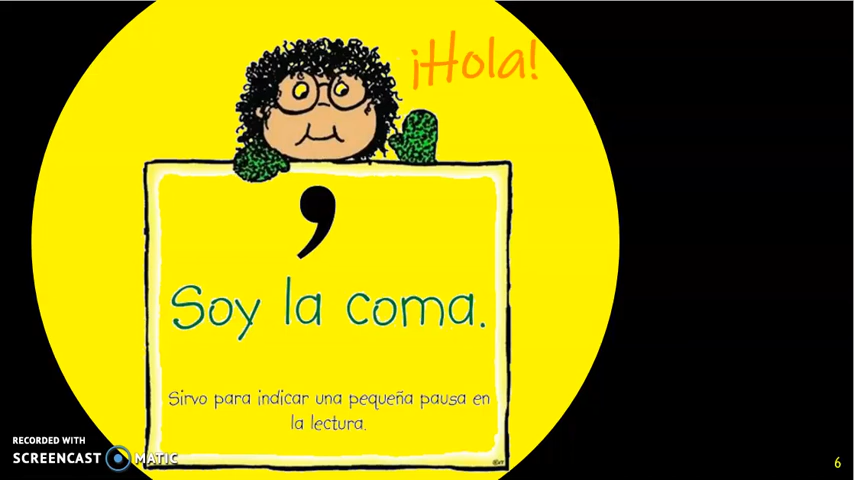 ¡Hola!
,
Soy la coma.
Sirvo para indicar una pequeña pausa en
la lectura.
RECORDED WITH
SCREENCAST MATIC
6